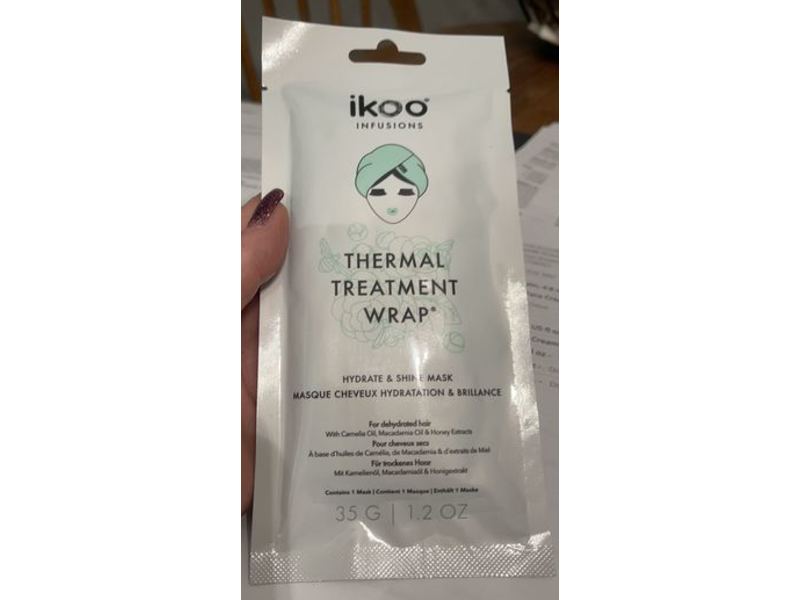 ikoo®
INFUSIONS
THERMAL
TREATMENT
WRAP®
HYDRATE & SHINE MASK
MASQUE CHEVEUX HYDRATATION & BRILLANCE
For dehydrated hair
With Camelia Oil, Macadamia Oil & Honey Extracts
Pour cheveux secs
À base d'huiles de Camélia, de Macadamia & d'extraits de Miel
Für trockenes Haar
Mit Kamelienöl, Macadamiaöl & Honigextrakt
Contains 1 Mask | Contient 1 Masque | Enthält 1 Maske
35 G | 1.2 OZ